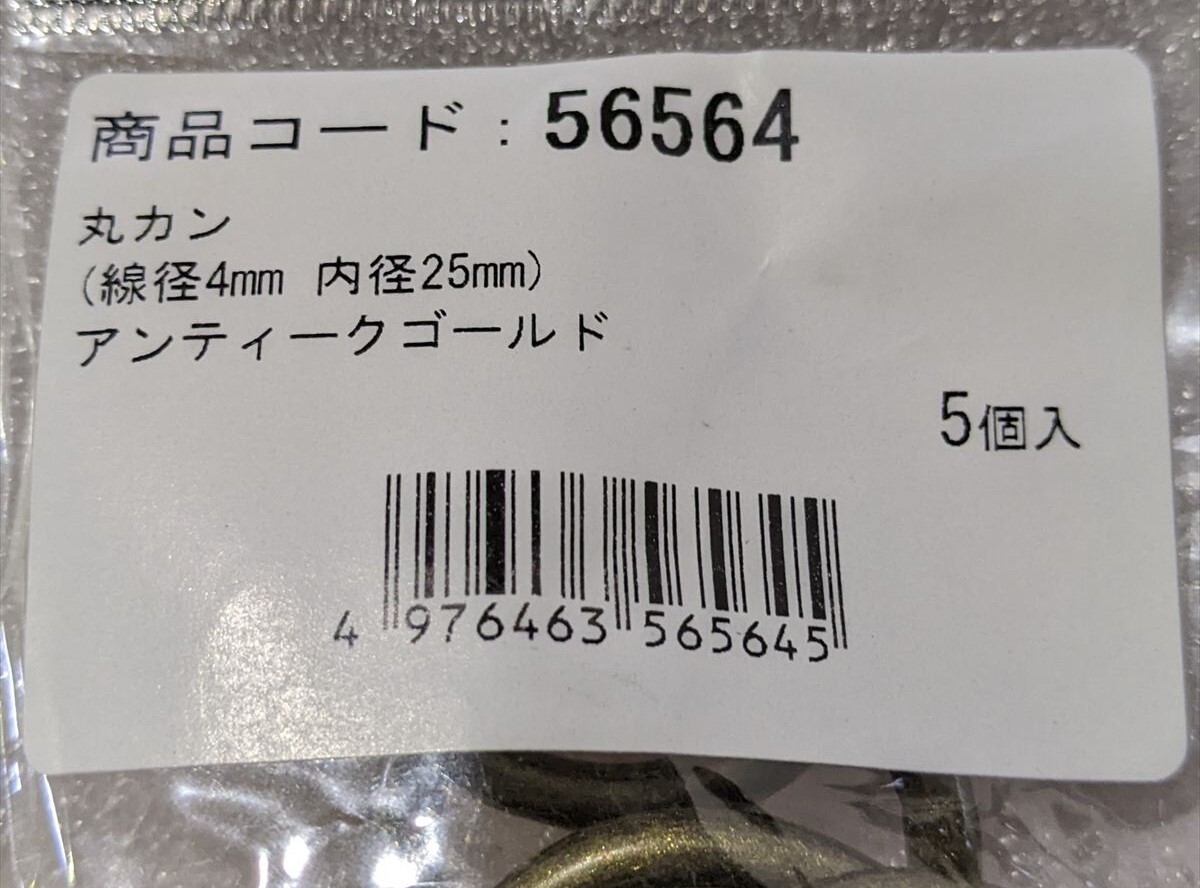 商品コード：56564
丸カン
(線径4mm 内径25mm)
アンティークゴールド
5個入
4 976463 565645